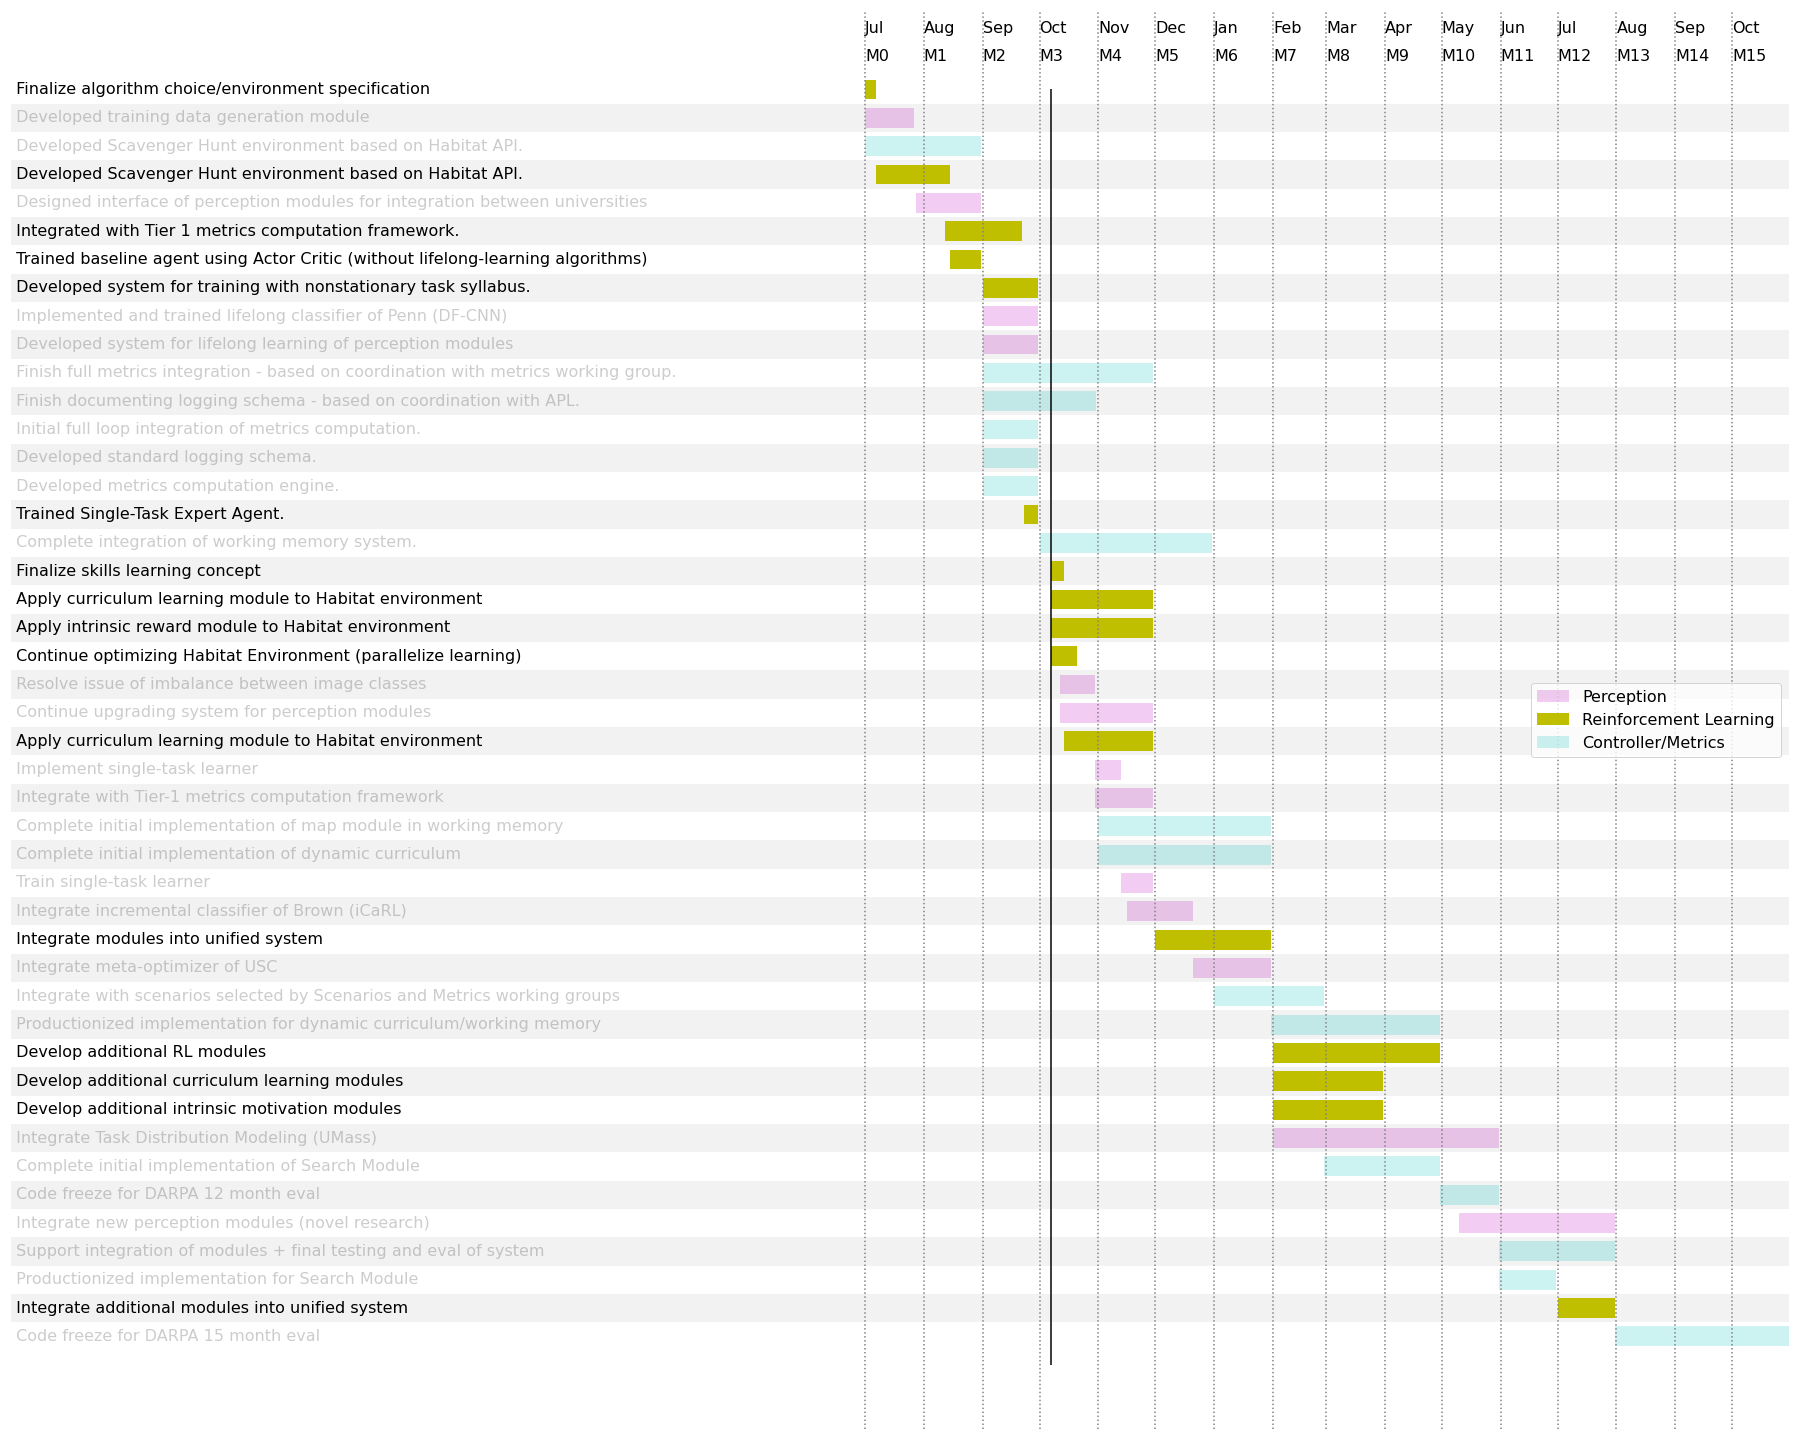 Jul Aug Sep Oct Nov Dec Jan Feb Mar Apr May Jun Jul Aug Sep Oct
M0 M1 M2 M3 M4 M5 M6 M7 M8 M9 M10 M11 M12 M13 M14 M15
Finalize algorithm choice/environment specification
Developed training data generation module
Developed Scavenger Hunt environment based on Habitat API.
Developed Scavenger Hunt environment based on Habitat API.
Designed interface of perception modules for integration between universities
Integrated with Tier 1 metrics computation framework.
Trained baseline agent using Actor Critic (without lifelong-learning algorithms)
Developed system for training with nonstationary task syllabus.
Implemented and trained lifelong classifier of Penn (DF-CNN)
Developed system for lifelong learning of perception modules
Finish full metrics integration - based on coordination with metrics working group.
Finish documenting logging schema - based on coordination with APL.
Initial full loop integration of metrics computation.
Developed standard logging schema.
Developed metrics computation engine.
Trained Single-Task Expert Agent.
Complete integration of working memory system.
Finalize skills learning concept
Apply curriculum learning module to Habitat environment
Apply intrinsic reward module to Habitat environment
Continue optimizing Habitat Environment (parallelize learning)
Resolve issue of imbalance between image classes
Continue upgrading system for perception modules
Apply curriculum learning module to Habitat environment
Implement single-task learner
Integrate with Tier-1 metrics computation framework
Complete initial implementation of map module in working memory
Complete initial implementation of dynamic curriculum
Train single-task learner
Integrate incremental classifier of Brown (iCaRL)
Integrate modules into unified system
Integrate meta-optimizer of USC
Integrate with scenarios selected by Scenarios and Metrics working groups
Productionized implementation for dynamic curriculum/working memory
Develop additional RL modules
Develop additional curriculum learning modules
Develop additional intrinsic motivation modules
Integrate Task Distribution Modeling (UMass)
Complete initial implementation of Search Module
Code freeze for DARPA 12 month eval
Integrate new perception modules (novel research)
Support integration of modules + final testing and eval of system
Productionized implementation for Search Module
Integrate additional modules into unified system
Code freeze for DARPA 15 month eval
Perception
Reinforcement Learning
Controller/Metrics